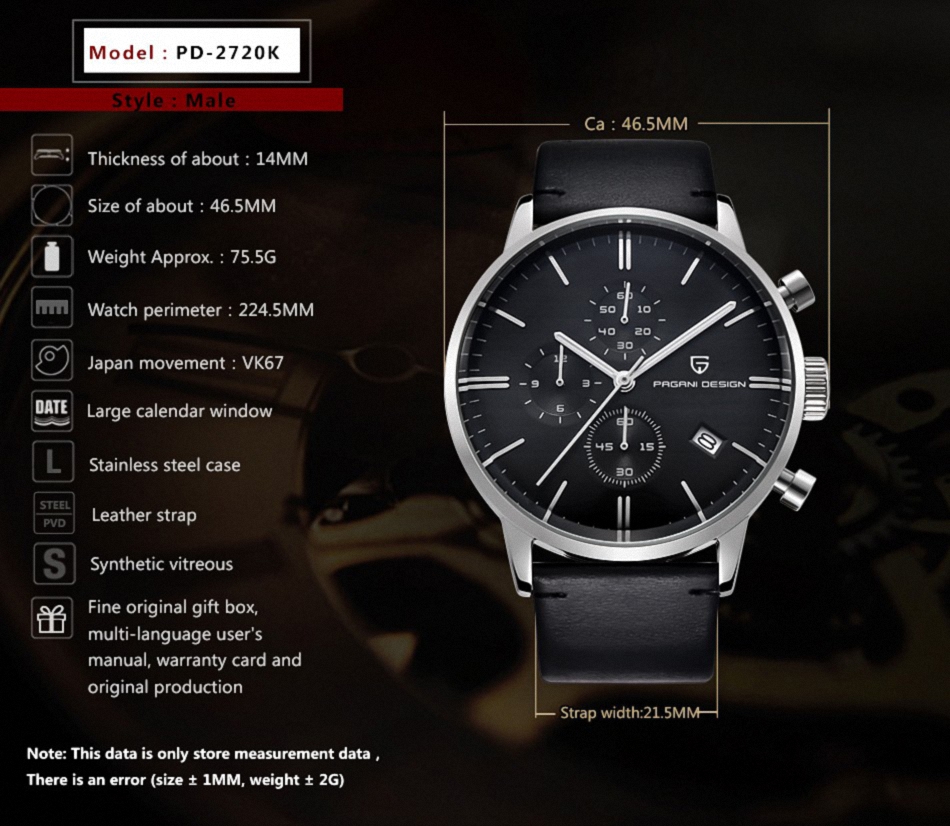 Model : PD-2720K
Style : Male
Ca : 46.5MM
Thickness of about : 14MM
Size of about : 46.5MM
Weight Approx. : 75.5G
Watch perimeter : 224.5MM
Japan movement : VK67
DATE
Large calendar window
L
Stainless steel case
STEEL
PVD
Leather strap
S
Synthetic vitreous
Fine original gift box,
multi-language user's
manual, warranty card and
original production
60
50 10
40 20
30
12
9 3
6
PAGANI DESIGN
60
45 15
30
8
Strap width:21.5MM
Note: This data is only store measurement data ,
There is an error (size ± 1MM, weight ± 2G)